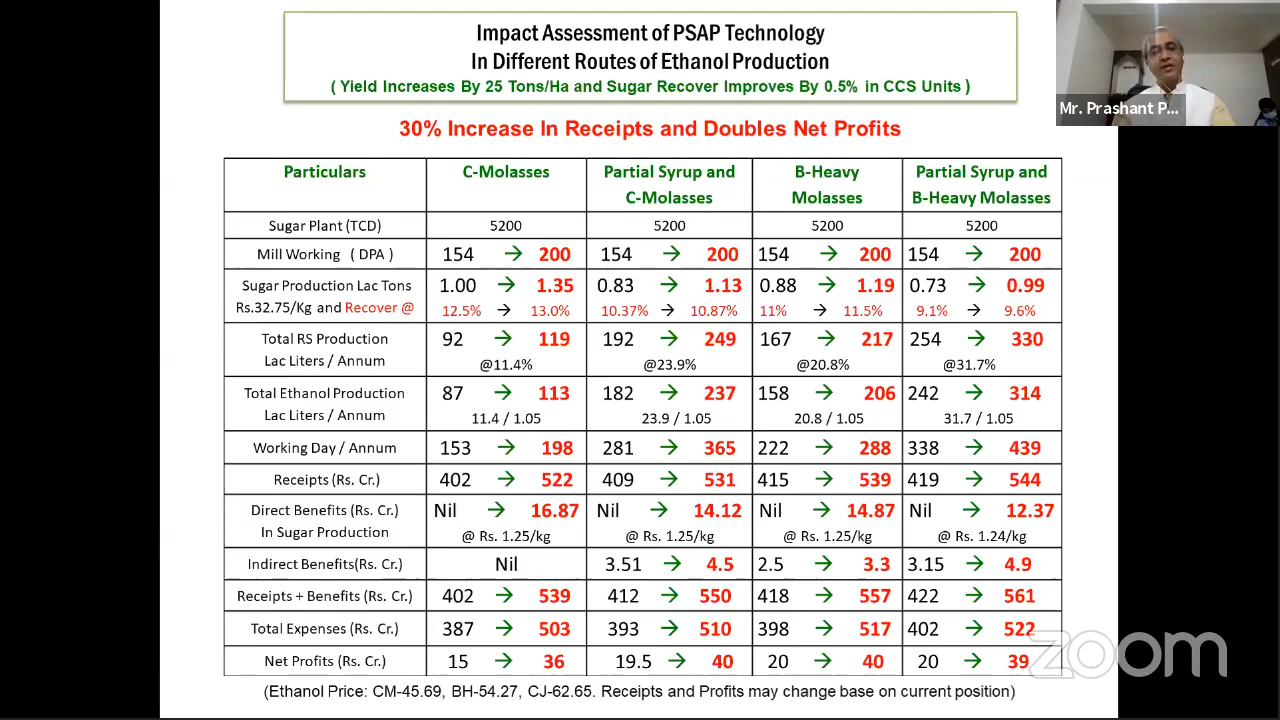 Impact Assessment of PSAP Technology
In Different Routes of Ethanol Production
( Yield Increases By 25 Tons/Ha and Sugar Recover Improves By 0.5% in CCS Units )
Mr. Prashant P...
30% Increase In Receipts and Doubles Net Profits
Particulars C-Molasses Partial Syrup and C-Molasses B-Heavy Molasses Partial Syrup and B-Heavy Molasses
Sugar Plant (TCD) 5200 5200 5200 5200
Mill Working ( DPA ) 154 → 200 154 → 200 154 → 200 154 → 200
Sugar Production Lac Tons 1.00 → 1.35 0.83 → 1.13 0.88 → 1.19 0.73 → 0.99
Rs.32.75/Kg and Recover @ 12.5% → 13.0% 10.37% → 10.87% 11% → 11.5% 9.1% → 9.6%
Total RS Production 92 → 119 192 → 249 167 → 217 254 → 330
Lac Liters / Annum @11.4% @23.9% @20.8% @31.7%
Total Ethanol Production 87 → 113 182 → 237 158 → 206 242 → 314
Lac Liters / Annum 11.4 / 1.05 23.9 / 1.05 20.8 / 1.05 31.7 / 1.05
Working Day / Annum 153 → 198 281 → 365 222 → 288 338 → 439
Receipts (Rs. Cr.) 402 → 522 409 → 531 415 → 539 419 → 544
Direct Benefits (Rs. Cr.) Nil → 16.87 Nil → 14.12 Nil → 14.87 Nil → 12.37
In Sugar Production @ Rs. 1.25/kg @ Rs. 1.25/kg @ Rs. 1.25/kg @ Rs. 1.24/kg
Indirect Benefits(Rs. Cr.) Nil 3.51 → 4.5 2.5 → 3.3 3.15 → 4.9
Receipts + Benefits (Rs. Cr.) 402 → 539 412 → 550 418 → 557 422 → 561
Total Expenses (Rs. Cr.) 387 → 503 393 → 510 398 → 517 402 → 522
Net Profits (Rs. Cr.) 15 → 36 19.5 → 40 20 → 40 20 → 39
zoom
(Ethanol Price: CM-45.69, BH-54.27, CJ-62.65. Receipts and Profits may change base on current position)